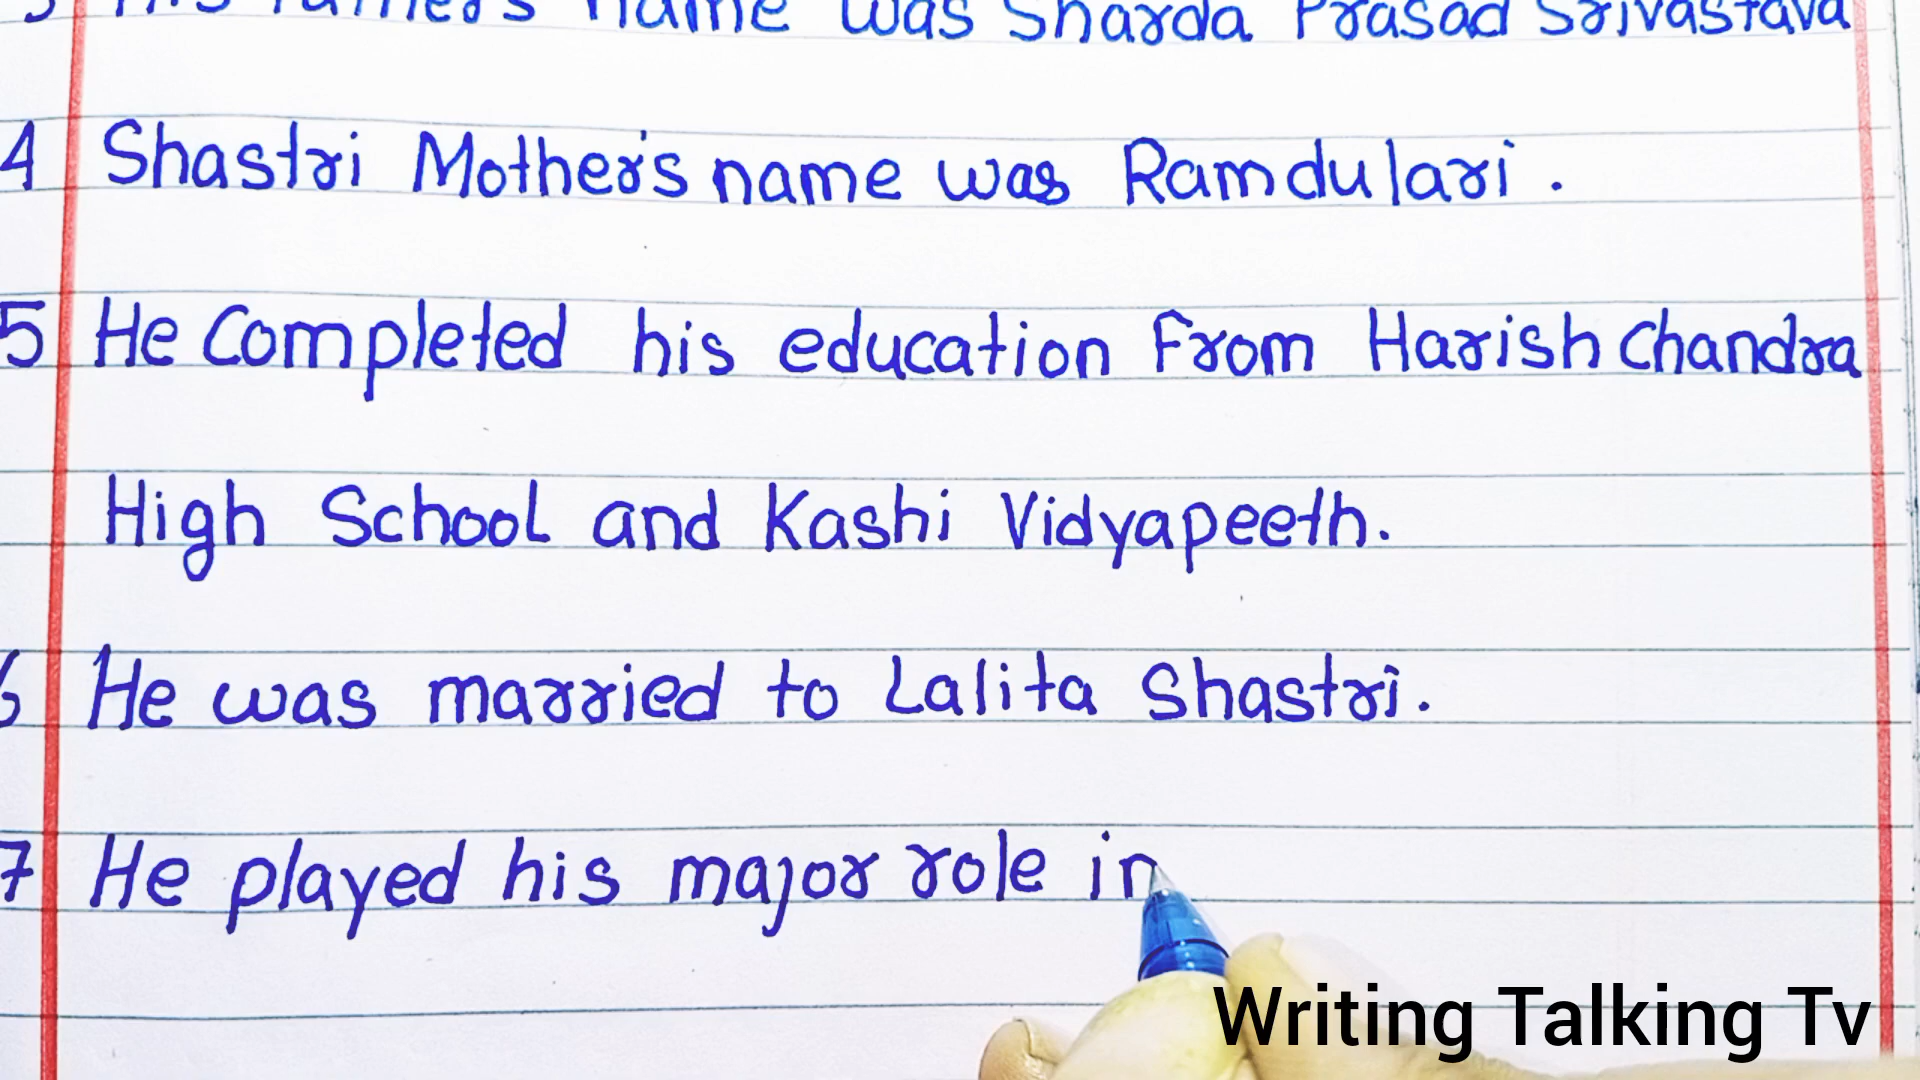 3 His Father's name was Sharda Prasad Srivastava
4 Shastri Mother's name was Ramdulari .
5 He Completed his education From Harish Chandra
High School and Kashi Vidyapeeth.
6 He was married to Lalita Shastri.
7 He played his major role in
Writing Talking Tv